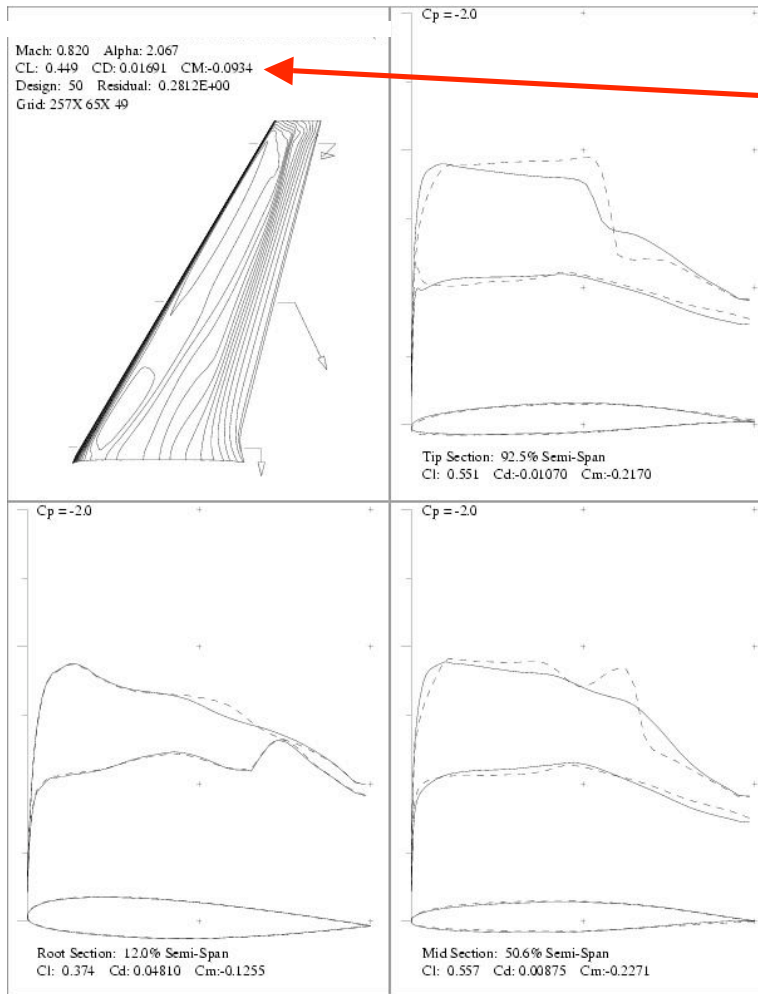 Mach: 0.820 Alpha: 2.067
CL: 0.449 CD: 0.01691 CM:-0.0934
Design: 50 Residual: 0.2812E+00
Grid: 257X 65X 49
Cp = -2.0
Tip Section: 92.5% Semi-Span
Cl: 0.551 Cd:-0.01070 Cm:-0.2170
Cp = -2.0
Root Section: 12.0% Semi-Span
Cl: 0.374 Cd: 0.04810 Cm:-0.1255
Cp = -2.0
Mid Section: 50.6% Semi-Span
Cl: 0.557 Cd: 0.00875 Cm:-0.2271